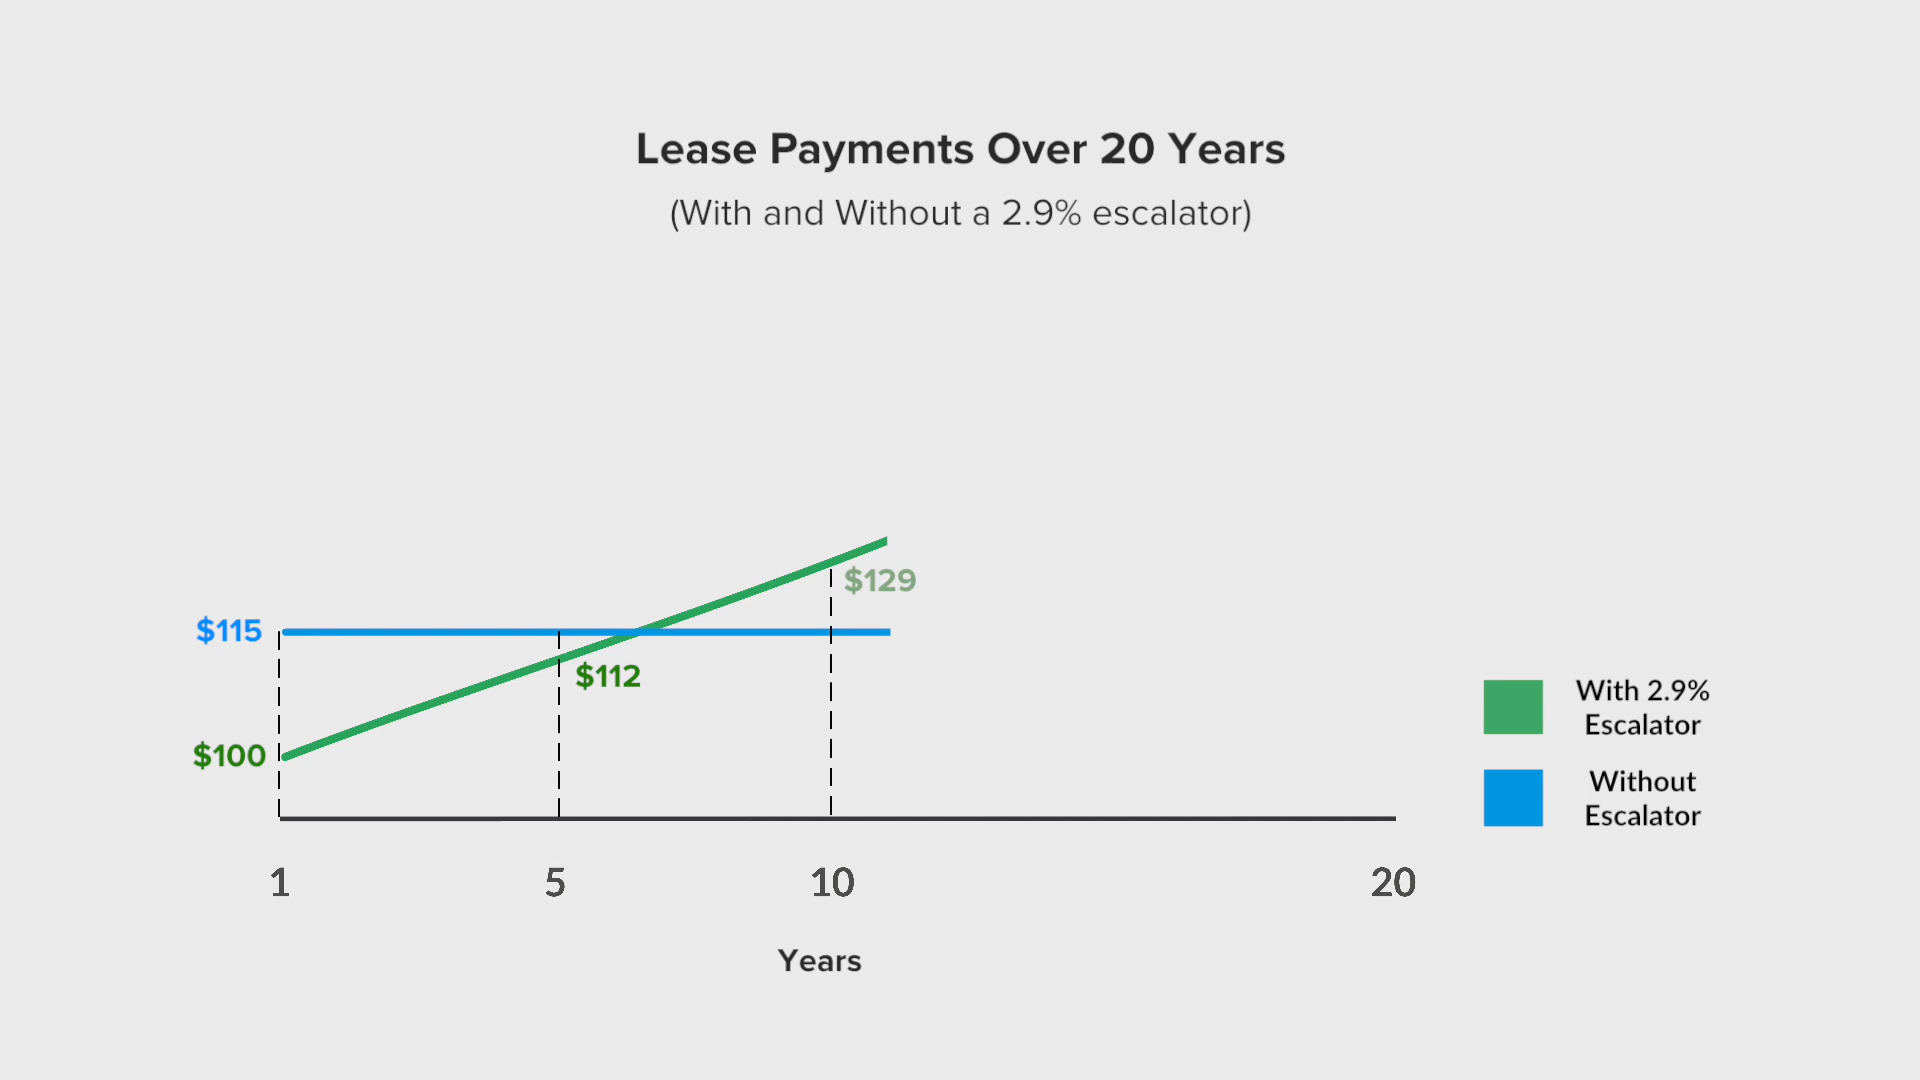 Lease Payments Over 20 Years
(With and Without a 2.9% escalator)
$129
$115
$112
$100
With 2.9%
Escalator
Without
Escalator
1 5 10 20
Years